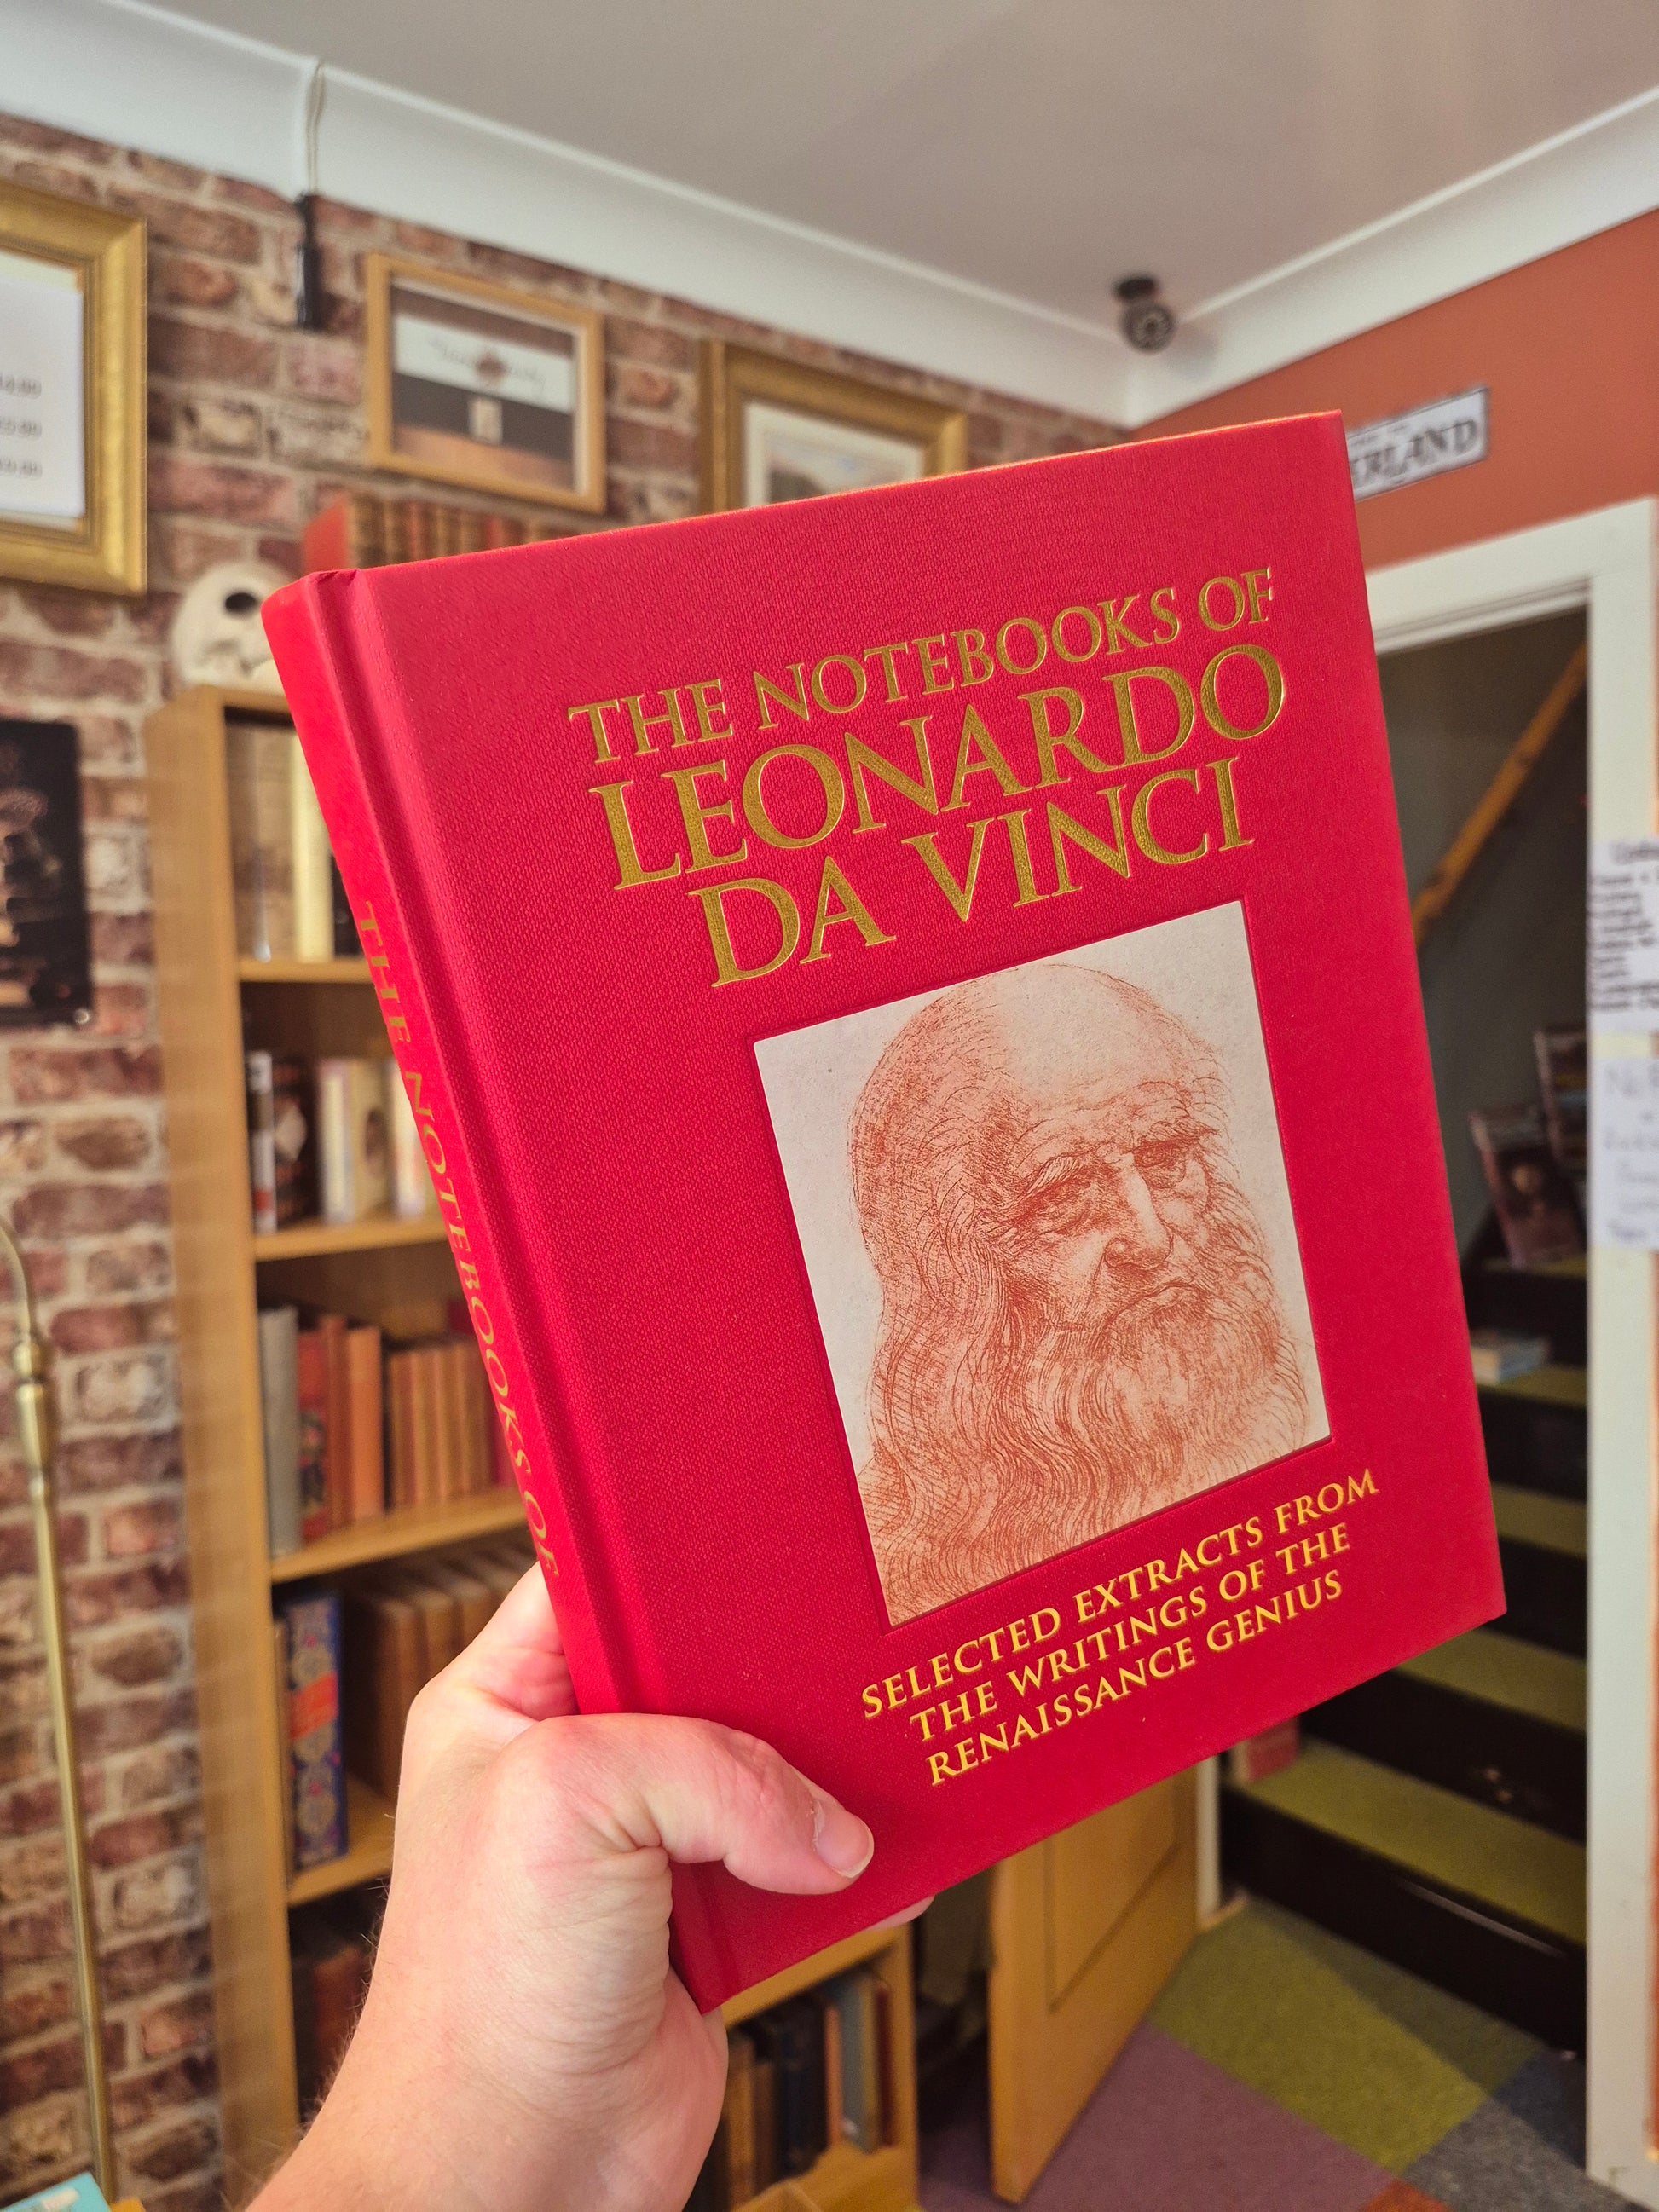 THE NOTEBOOKS OF
LEONARDO
DA VINCI
SELECTED EXTRACTS FROM
THE WRITINGS OF THE
RENAISSANCE GENIUS
THE NOTEBOOKS OF